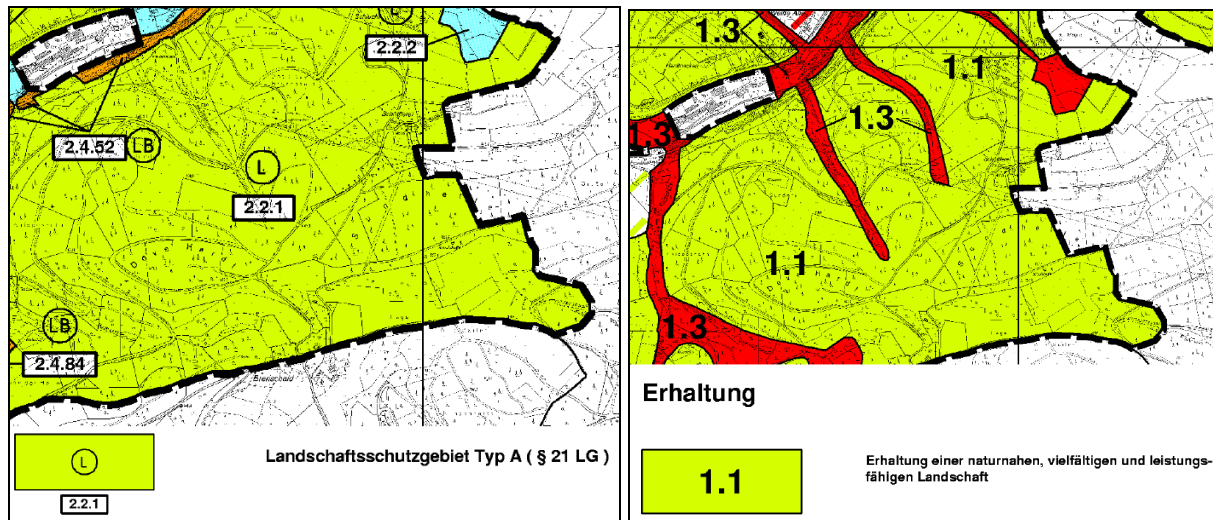 L
2.2.2
2.4.52
LB
L
2.2.1
LB
2.4.84
L
Landschaftsschutzgebiet Typ A ( § 21 LG )
2.2.1
1.3
1.1
1.3
1.3
1.1
1.3
Erhaltung
1.1
Erhaltung einer naturnahen, vielfältigen und leistungs-
fähigen Landschaft